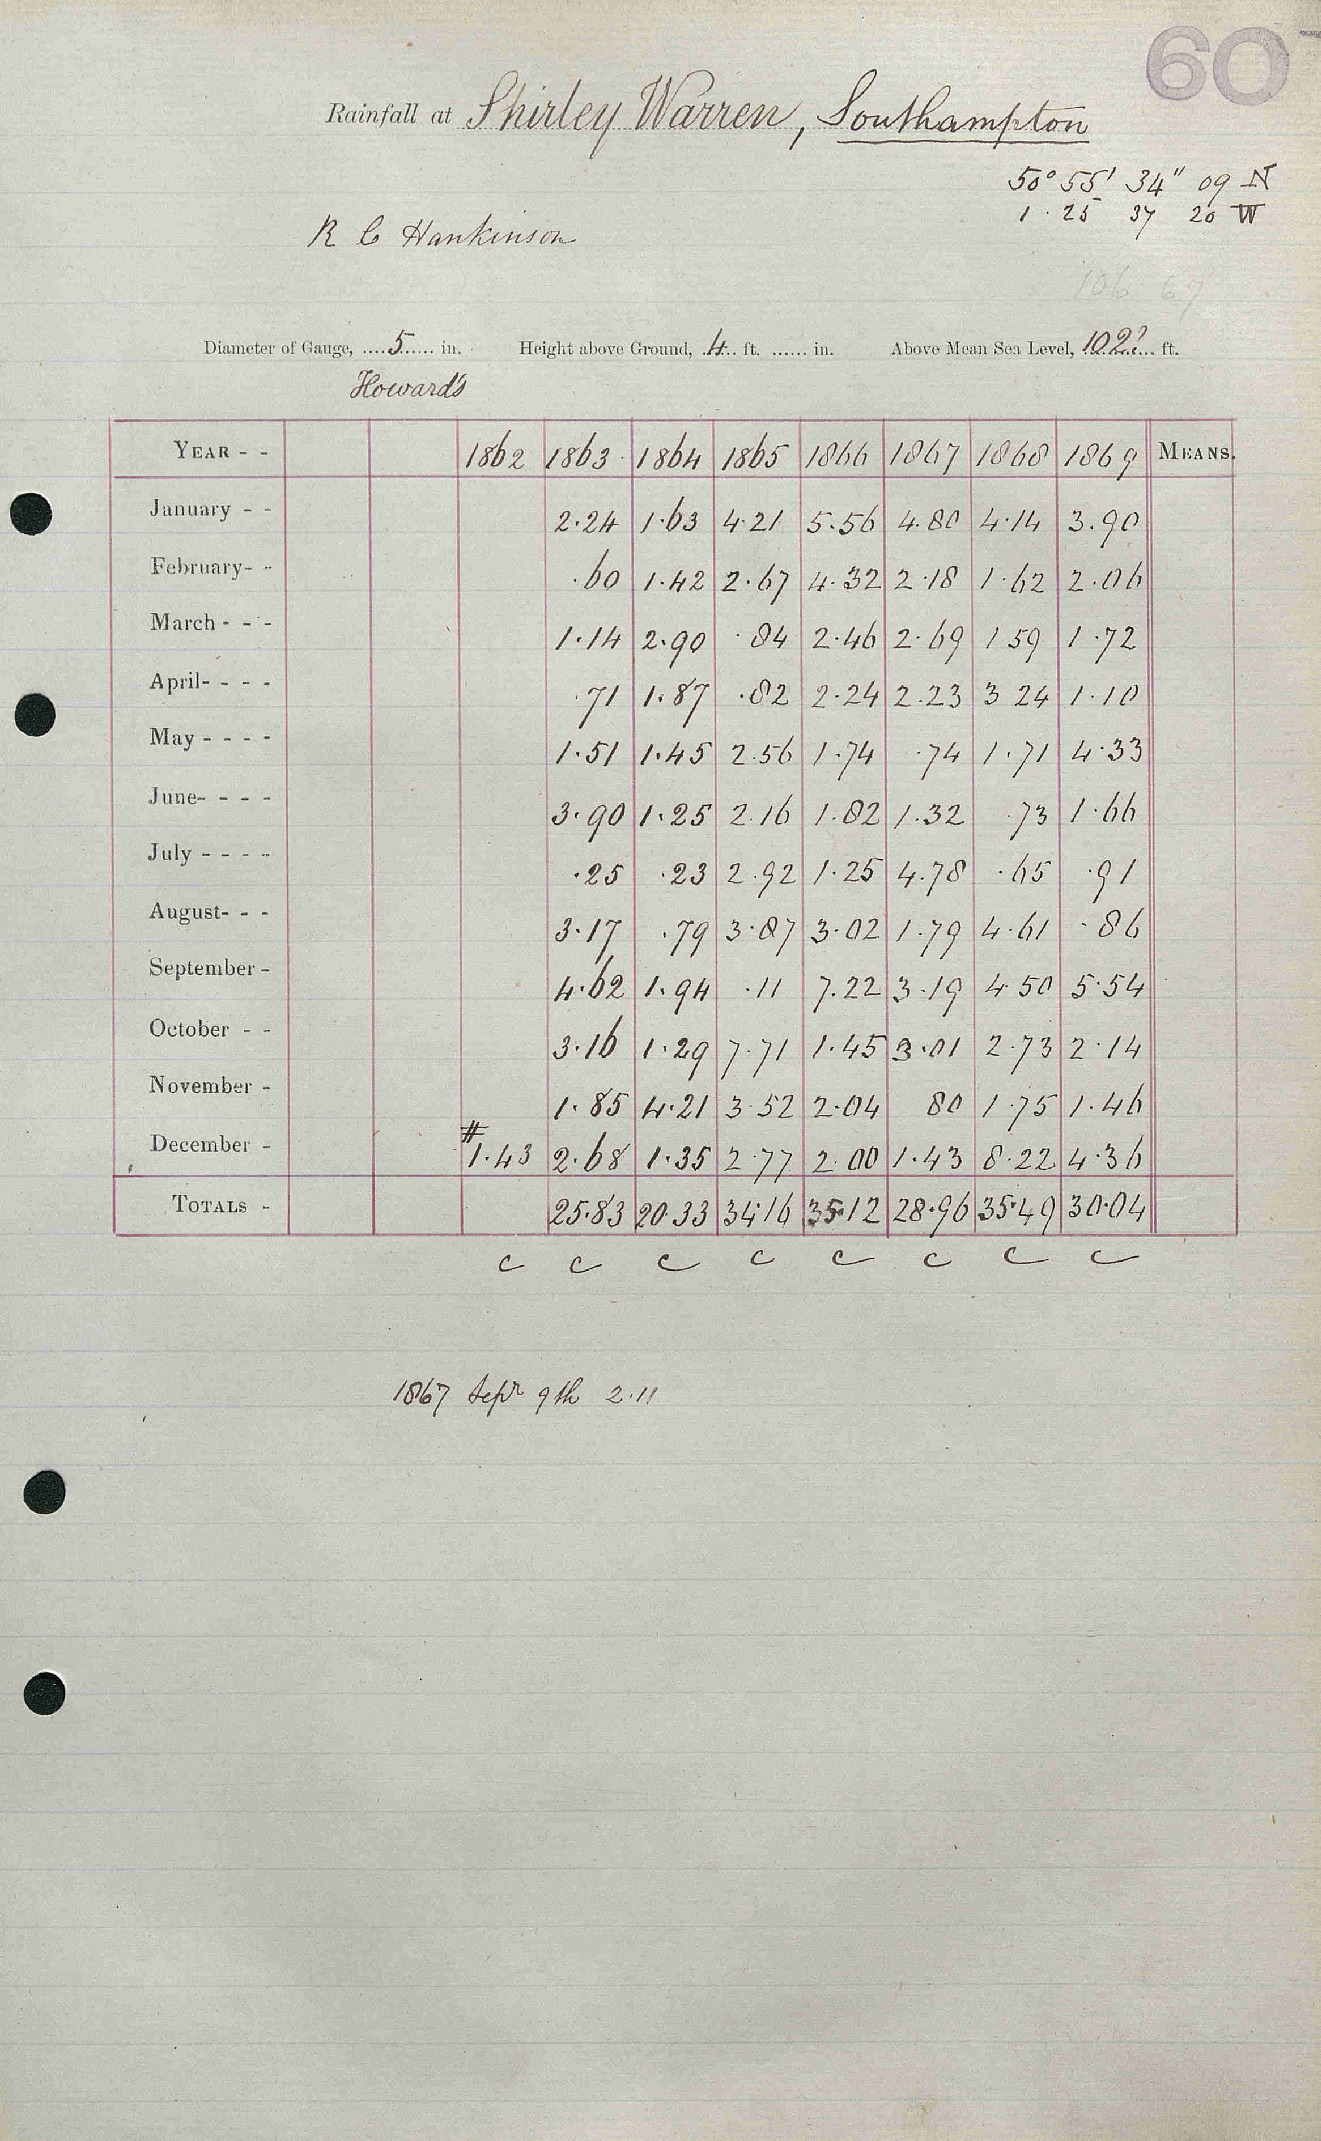 60
Rainfall at Shirley Warren, Southampton
50° 55' 34" 09 N
1 . 25 37 20 W
R C Hankinson
106 67
Diameter of Gauge, ....5...... in. Height above Ground, .4.. ft. ...... in. Above Mean Sea Level, 102?... ft.
Howard's
YEAR - - 1862 1863 1864 1865 1866 1867 1868 1869 MEANS.
January - - 2.24 1.63 4.21 5.56 4.80 4.14 3.90
February- - .60 1.42 2.67 4.32 2.18 1.62 2.06
March - - - 1.14 2.90 .84 2.46 2.69 1 59 1.72
April- - - - .71 1.87 .82 2.24 2.23 3 24 1.10
May - - - - 1.51 1.45 2.56 1.74 .74 1.71 4.33
June- - - - 3.90 1.25 2.16 1.82 1.32 .73 1.66
July - - - - .25 .23 2.92 1.25 4.78 .65 .91
August- - - 3.17 .79 3.87 3.02 1.79 4.61 .86
September - 4.62 1.94 .11 7.22 3.19 4 50 5.54
October - - 3.16 1.29 7.71 1.45 3.01 2.73 2.14
November - 1.85 4.21 3.52 2.04 80 1.75 1.46
December - #1.43 2.68 1.35 2.77 2.00 1.43 8.22 4.36
TOTALS - 25.83 20.33 34.16 35.12 28.96 35.49 30.04
c c c c c c c c
1867 Sepr 9th 2.11